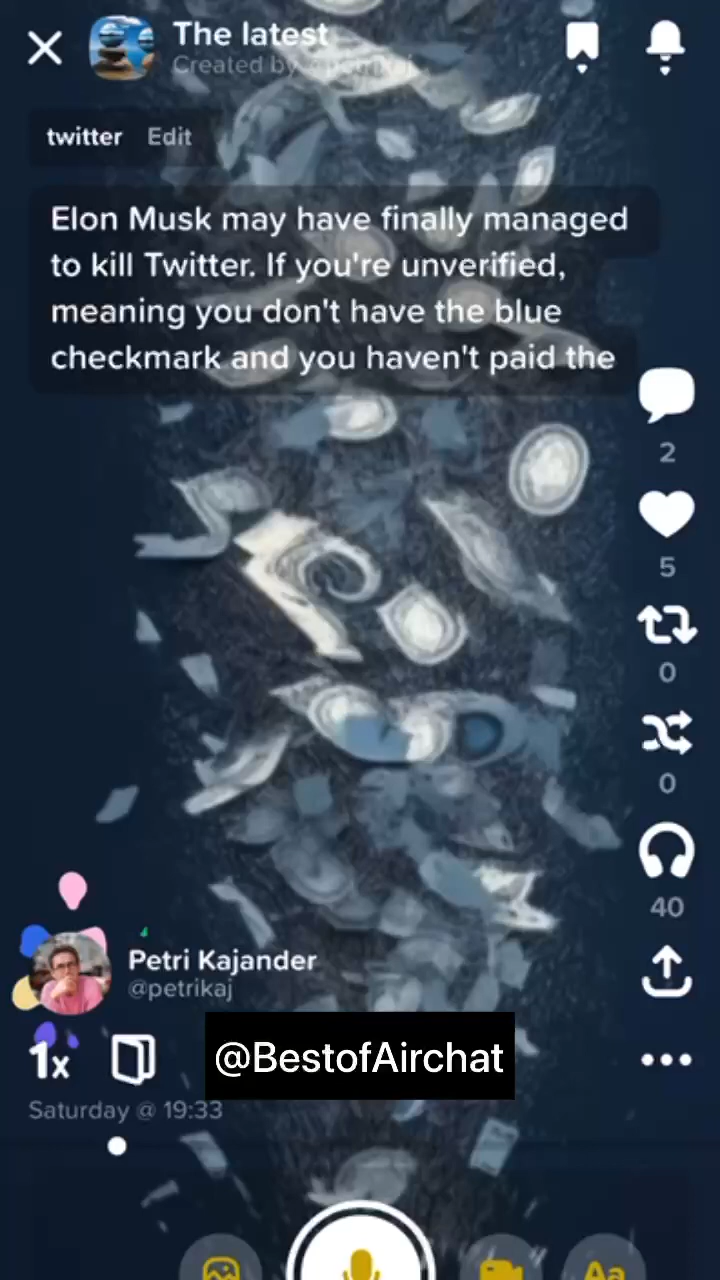 The latest
Created by @petrikaj
twitter Edit
Elon Musk may have finally managed
to kill Twitter. If you're unverified,
meaning you don't have the blue
checkmark and you haven't paid the
2
5
0
0
40
Petri Kajander
@petrikaj
@BestofAirchat
1x
Saturday @ 19:33
Aa